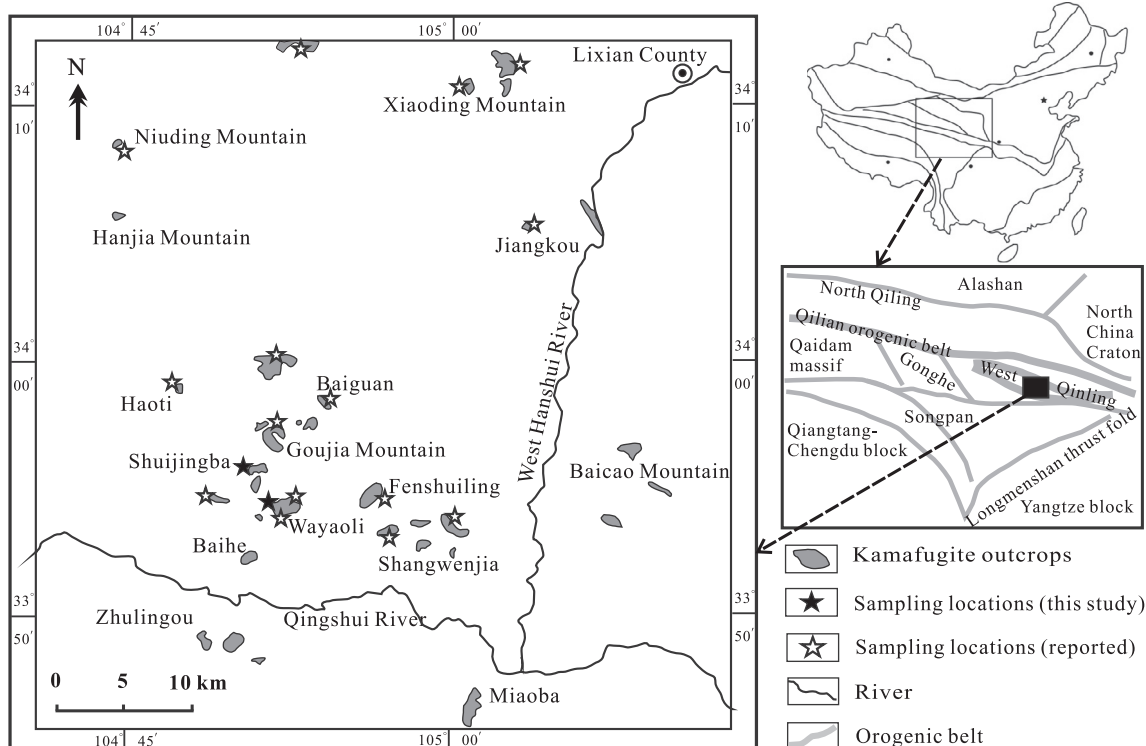 104° 45′
105° 00′
N
34°
10′
34°
10′
Lixian County
Xiaoding Mountain
Niuding Mountain
Hanjia Mountain
Jiangkou
West Hanshui River
34°
00′
34°
00′
Haoti
Baiguan
Goujia Mountain
Shuijingba
Fenshuiling
Baicao Mountain
Wayaoli
Baihe
Shangwenjia
33°
50′
33°
50′
Zhulingou
Qingshui River
0 5 10 km
Miaoba
104° 45′
105° 00′
Alashan
North Qiling
North
China
Craton
Qilian orogenic belt
Qaidam
massif
Gonghe
West
Qinling
Songpan
Qiangtang-
Chengdu block
Longmenshan thrust fold
Yangtze block
Kamafugite outcrops
Sampling locations (this study)
Sampling locations (reported)
River
Orogenic belt